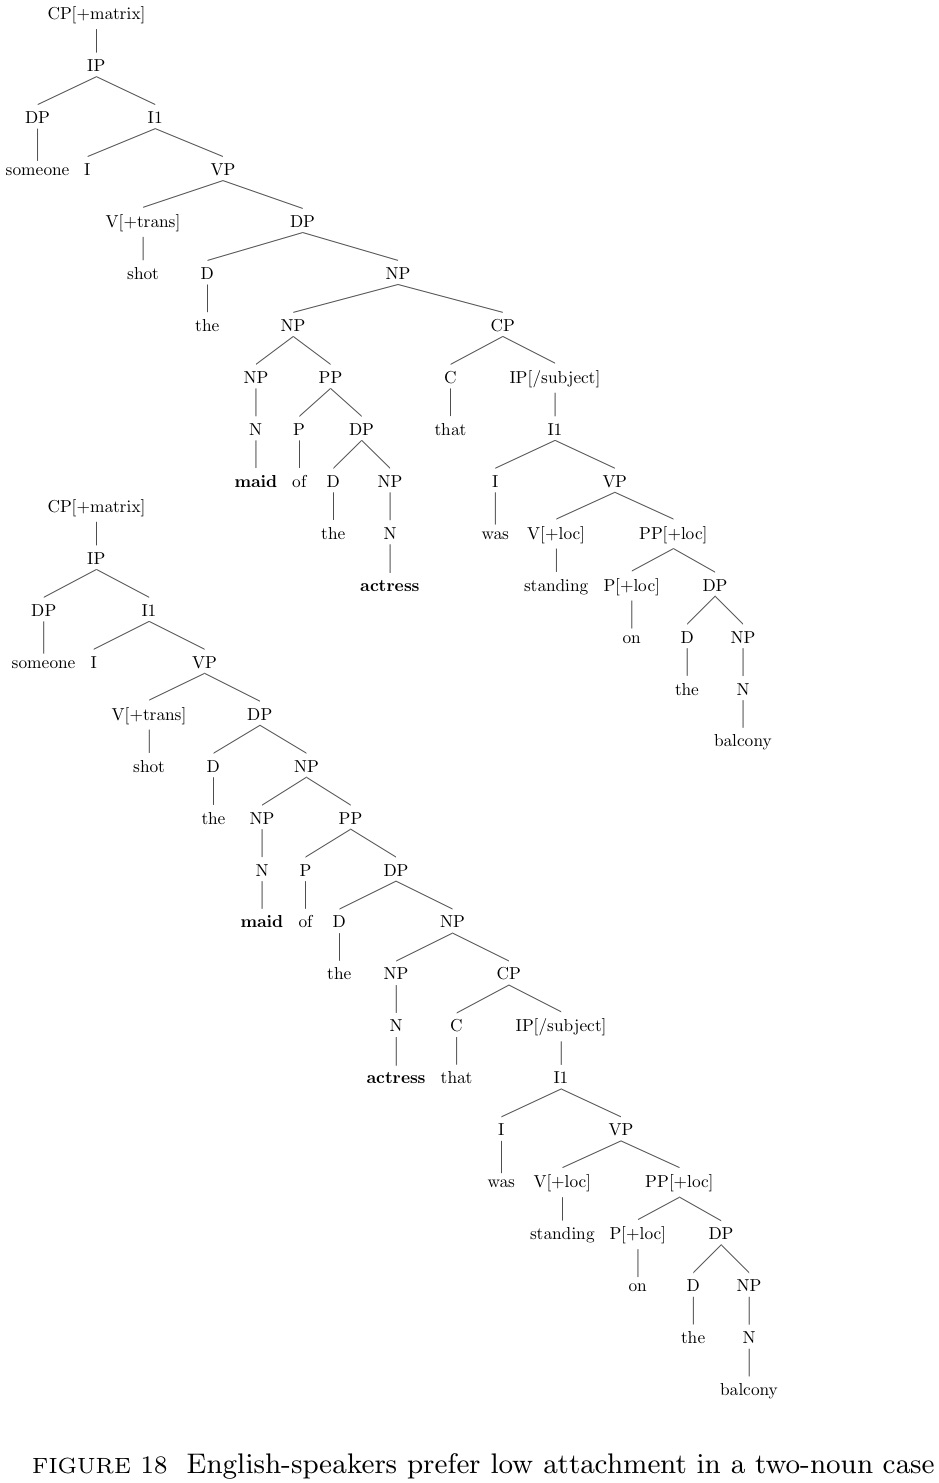 CP[+matrix]
IP
DP I1
someone I VP
V[+trans] DP
shot D NP
the NP CP
NP PP C IP[/subject]
N P DP that I1
maid of D NP I VP
the N was V[+loc] PP[+loc]
actress standing P[+loc] DP
on D NP
the N
balcony
CP[+matrix]
IP
DP I1
someone I VP
V[+trans] DP
shot D NP
the NP PP
N P DP
maid of D NP
the NP CP
N C IP[/subject]
actress that I1
I VP
was V[+loc] PP[+loc]
standing P[+loc] DP
on D NP
the N
balcony
FIGURE 18 English-speakers prefer low attachment in a two-noun case